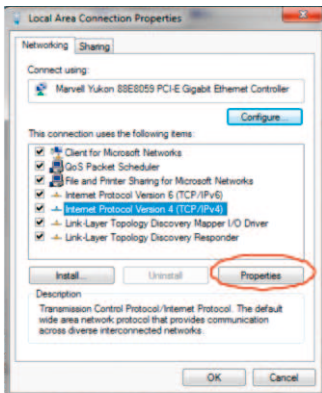 Local Area Connection Properties
Networking
Sharing
Connect using:
Marvell Yukon 88E8059 PCI-E Gigabit Ethernet Controller
Configure...
This connection uses the following items:
Client for Microsoft Networks
QoS Packet Scheduler
File and Printer Sharing for Microsoft Networks
Internet Protocol Version 6 (TCP/IPv6)
Internet Protocol Version 4 (TCP/IPv4)
Link-Layer Topology Discovery Mapper I/O Driver
Link-Layer Topology Discovery Responder
Install...
Uninstall
Properties
Description
Transmission Control Protocol/Internet Protocol. The default
wide area network protocol that provides communication
across diverse interconnected networks.
OK
Cancel